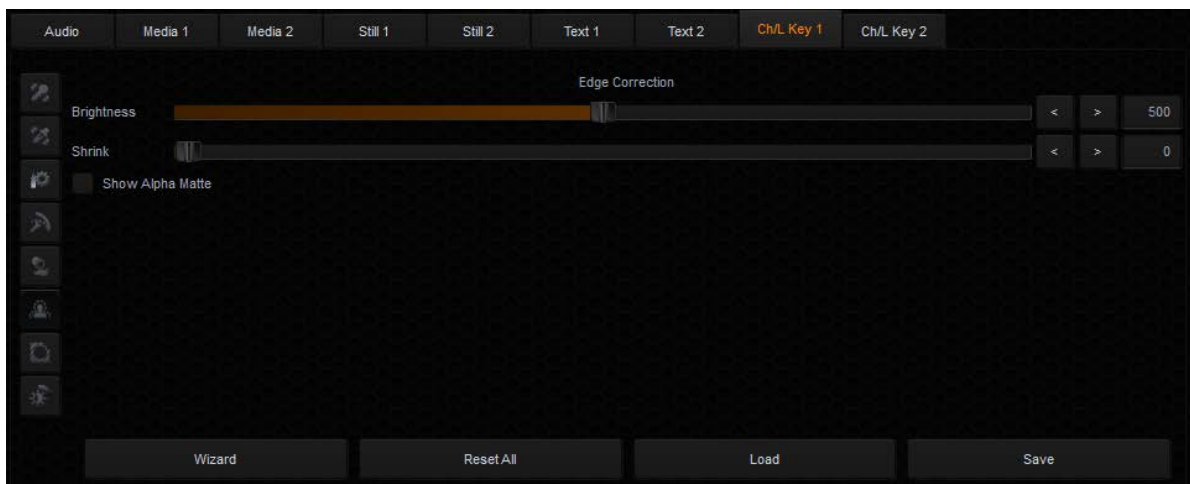 Audio Media 1 Media 2 Still 1 Still 2 Text 1 Text 2 Ch/L Key 1 Ch/L Key 2
Edge Correction
Brightness < > 500
Shrink < > 0
Show Alpha Matte
Wizard Reset All Load Save